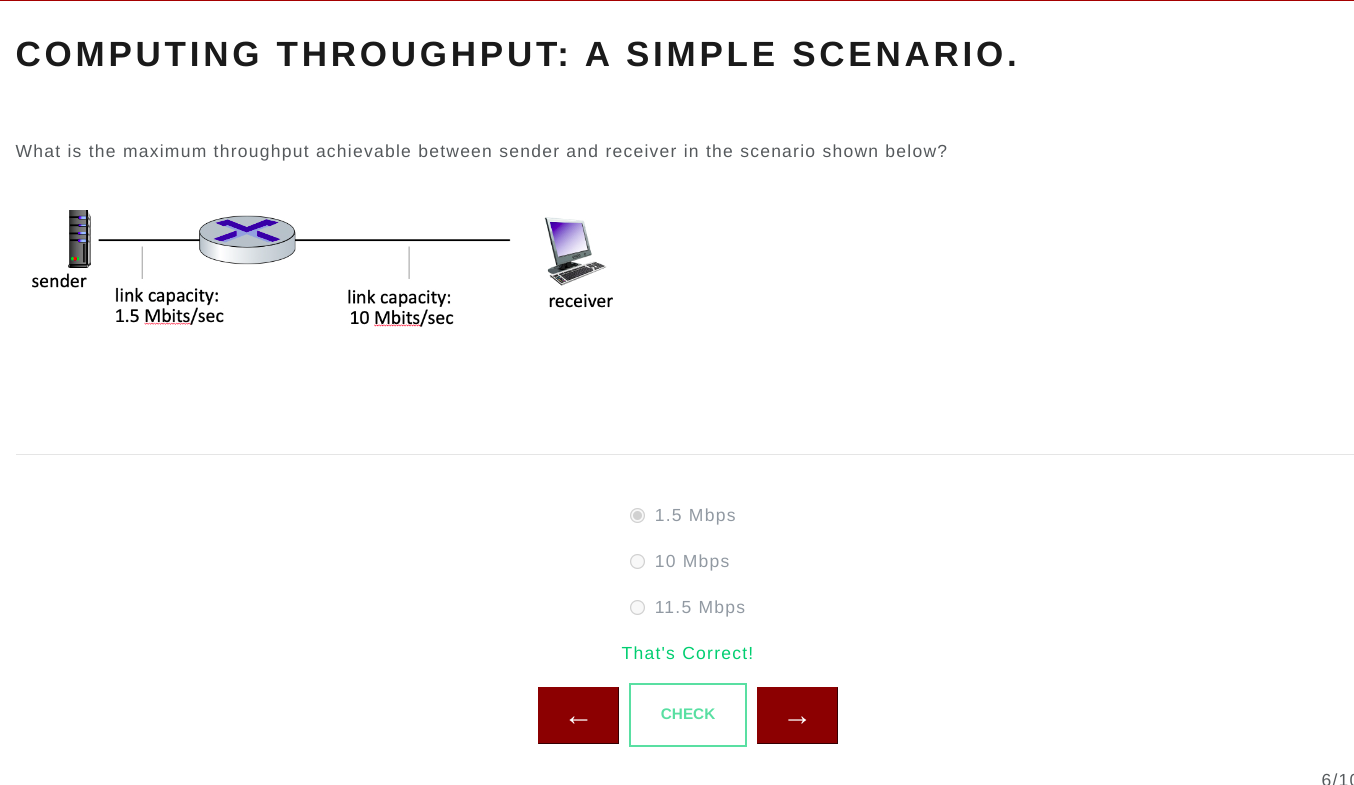 COMPUTING THROUGHPUT: A SIMPLE SCENARIO.
What is the maximum throughput achievable between sender and receiver in the scenario shown below?
sender
link capacity:
1.5 Mbits/sec
link capacity:
10 Mbits/sec
receiver
1.5 Mbps
10 Mbps
11.5 Mbps
That's Correct!
← CHECK →
6/10